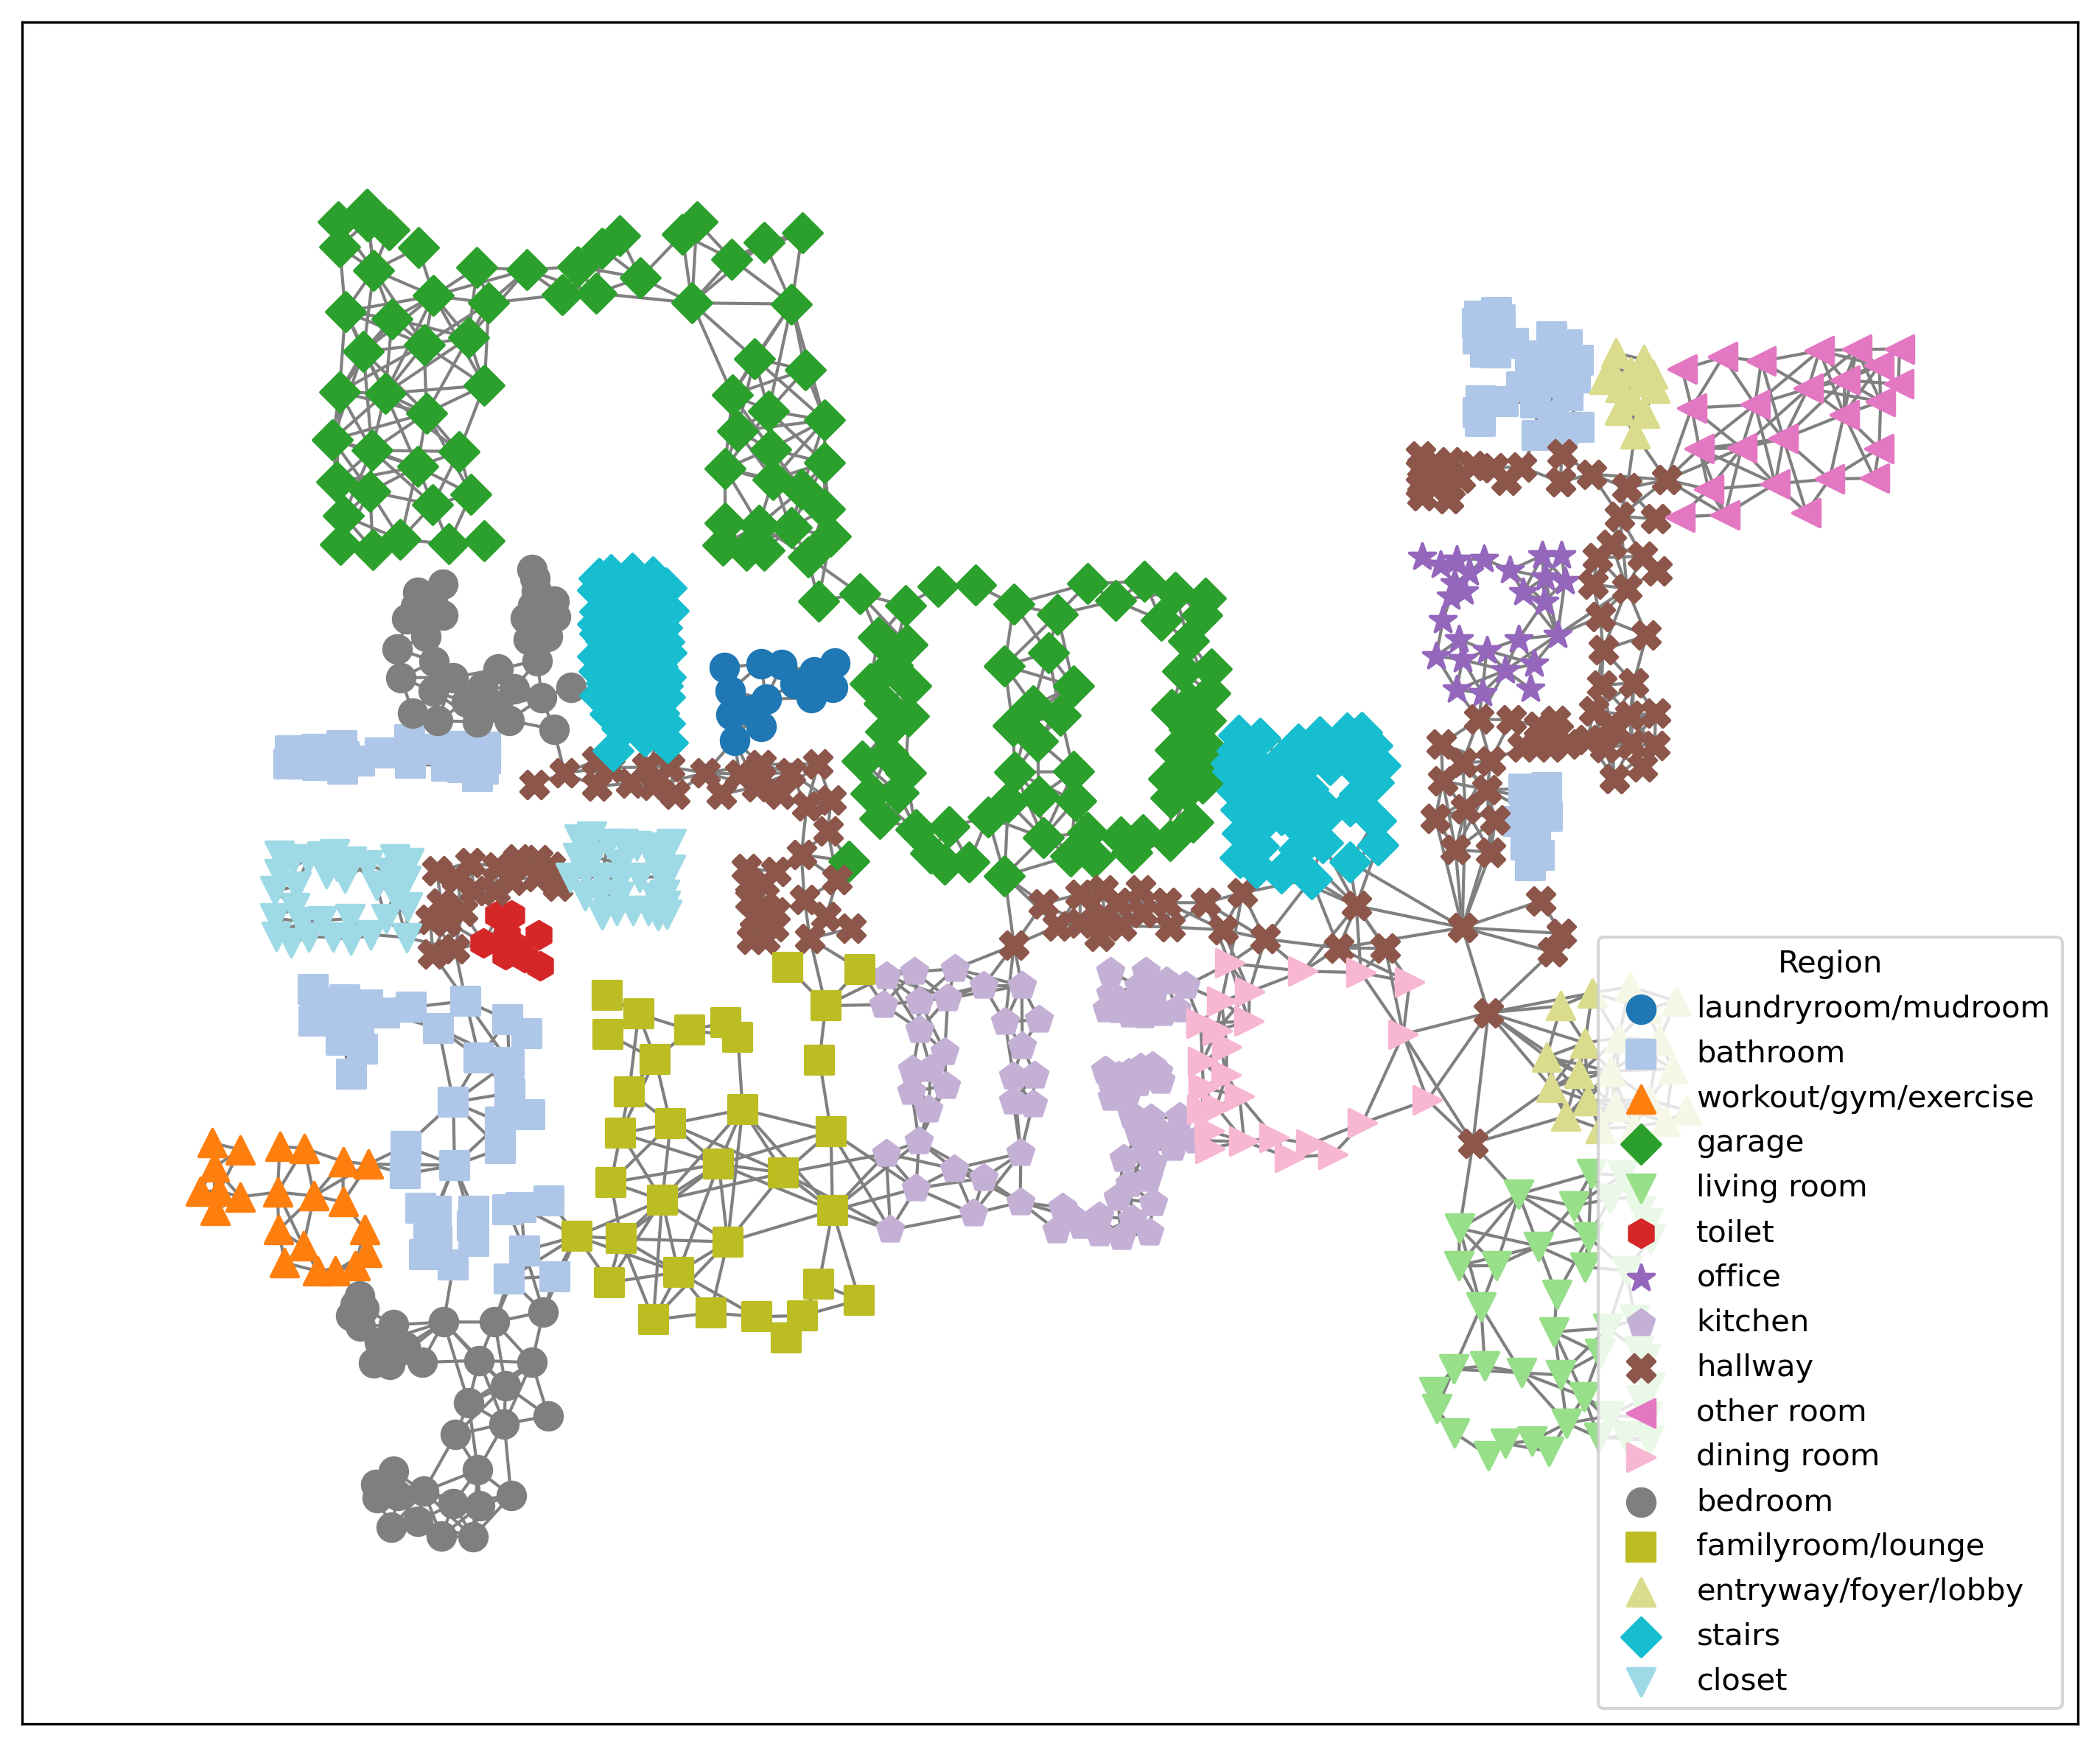 Region
laundryroom/mudroom
bathroom
workout/gym/exercise
garage
living room
toilet
office
kitchen
hallway
other room
dining room
bedroom
familyroom/lounge
entryway/foyer/lobby
stairs
closet